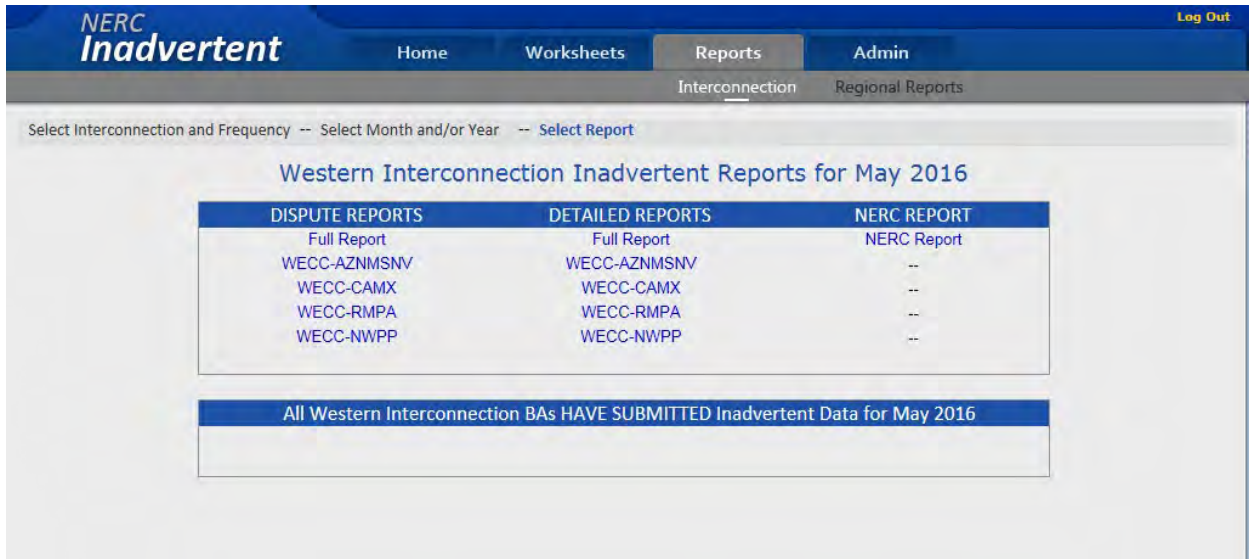 Log Out
NERC
Inadvertent
Home Worksheets Reports Admin
Interconnection Regional Reports
Select Interconnection and Frequency -- Select Month and/or Year -- Select Report
Western Interconnection Inadvertent Reports for May 2016
DISPUTE REPORTS DETAILED REPORTS NERC REPORT
Full Report Full Report NERC Report
WECC-AZNMSNV WECC-AZNMSNV --
WECC-CAMX WECC-CAMX --
WECC-RMPA WECC-RMPA --
WECC-NWPP WECC-NWPP --
All Western Interconnection BAs HAVE SUBMITTED Inadvertent Data for May 2016